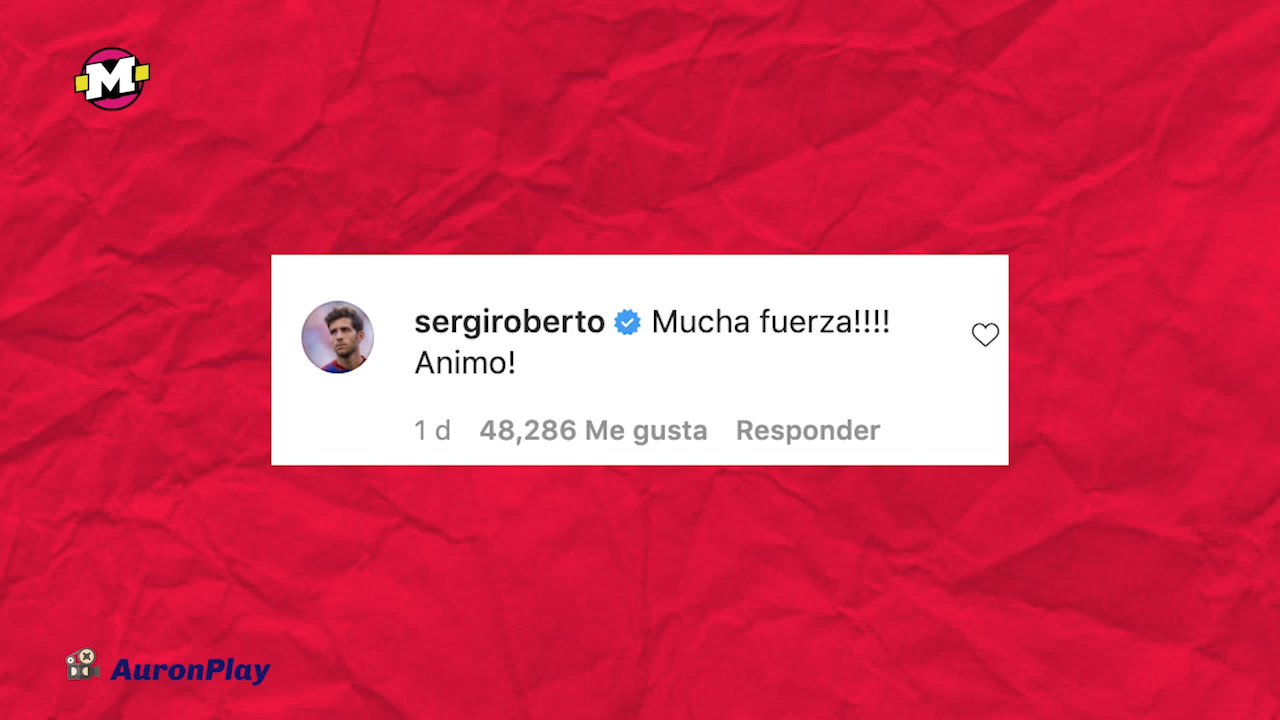 M
sergiroberto Mucha fuerza!!!!
Animo!
1 d 48,286 Me gusta Responder
AuronPlay